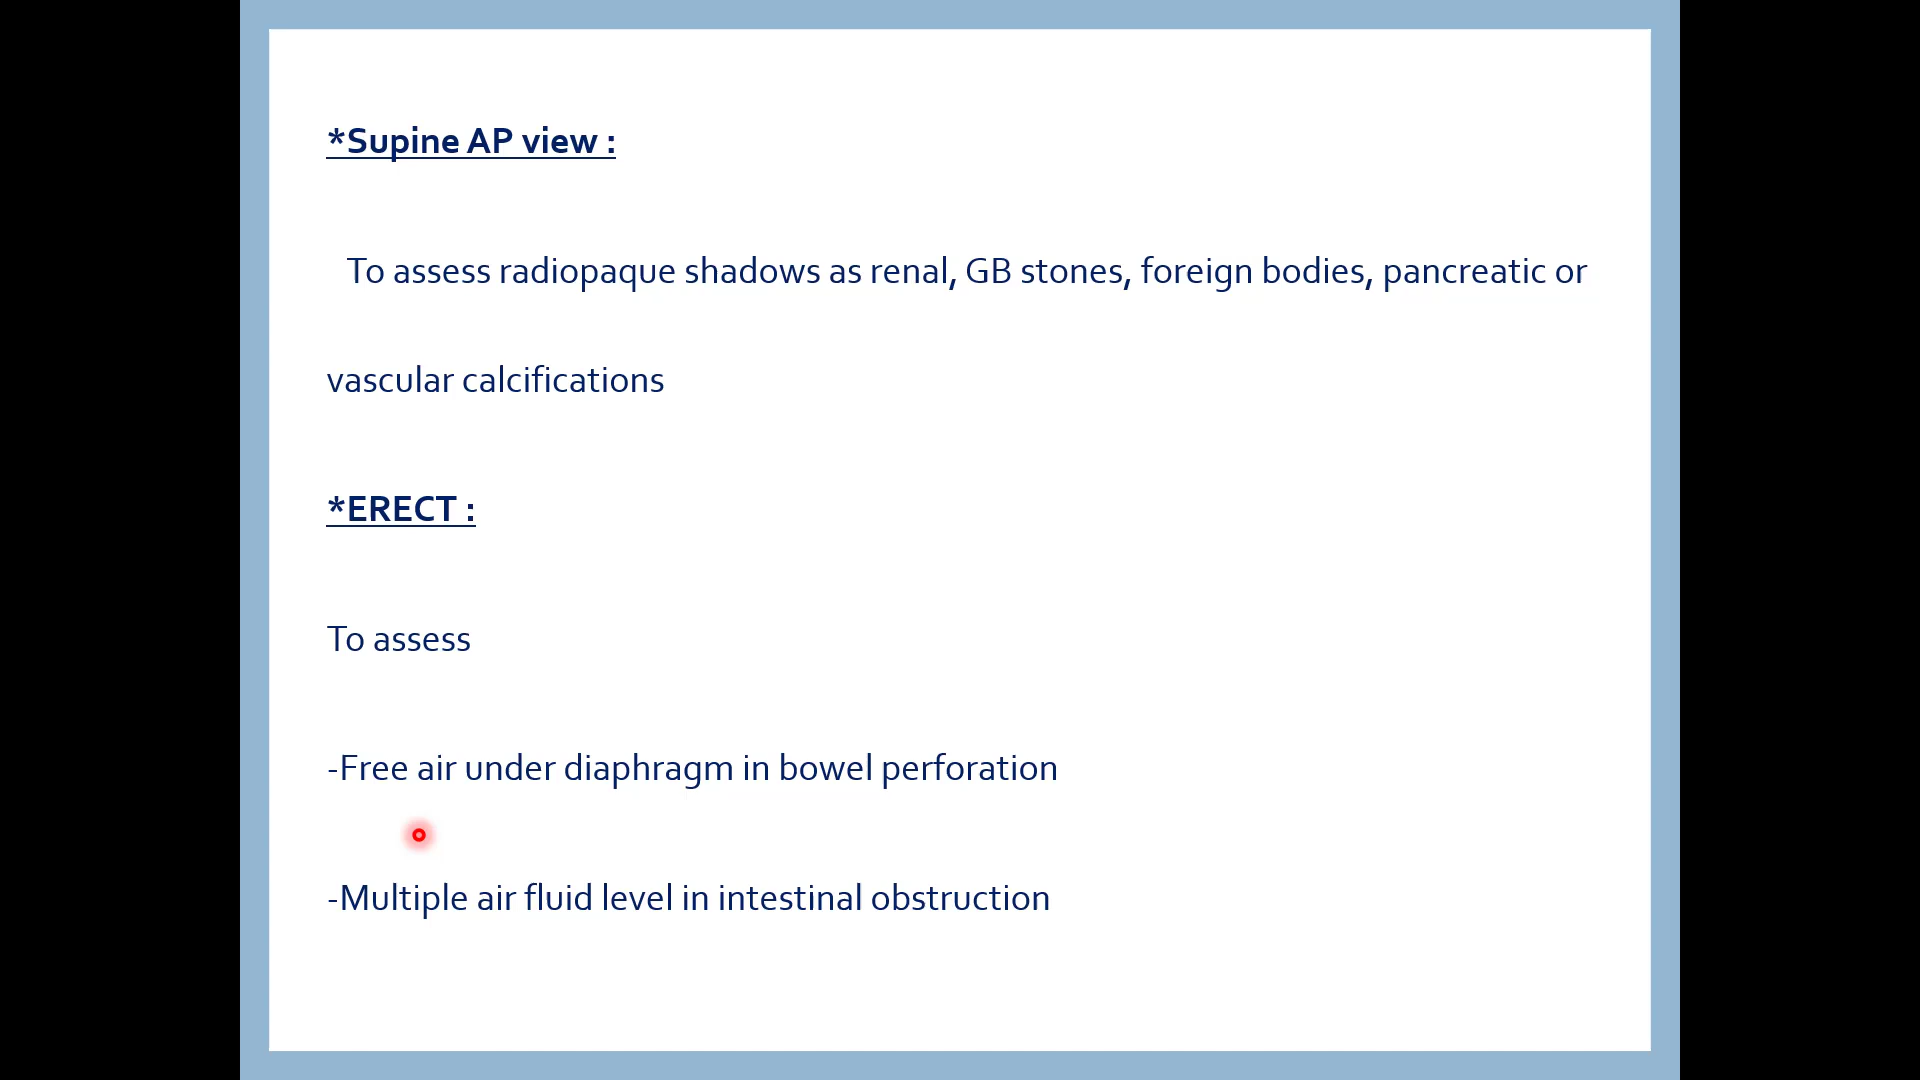 *Supine AP view :
To assess radiopaque shadows as renal, GB stones, foreign bodies, pancreatic or
vascular calcifications
*ERECT :
To assess
-Free air under diaphragm in bowel perforation
-Multiple air fluid level in intestinal obstruction